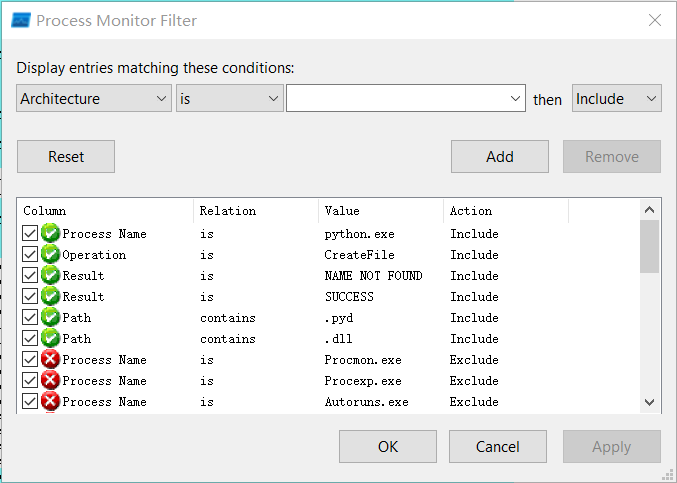 Process Monitor Filter
Display entries matching these conditions:
Architecture is then Include
Reset Add Remove
Column Relation Value Action
Process Name is python.exe Include
Operation is CreateFile Include
Result is NAME NOT FOUND Include
Result is SUCCESS Include
Path contains .pyd Include
Path contains .dll Include
Process Name is Procmon.exe Exclude
Process Name is Procexp.exe Exclude
Process Name is Autoruns.exe Exclude
OK Cancel Apply